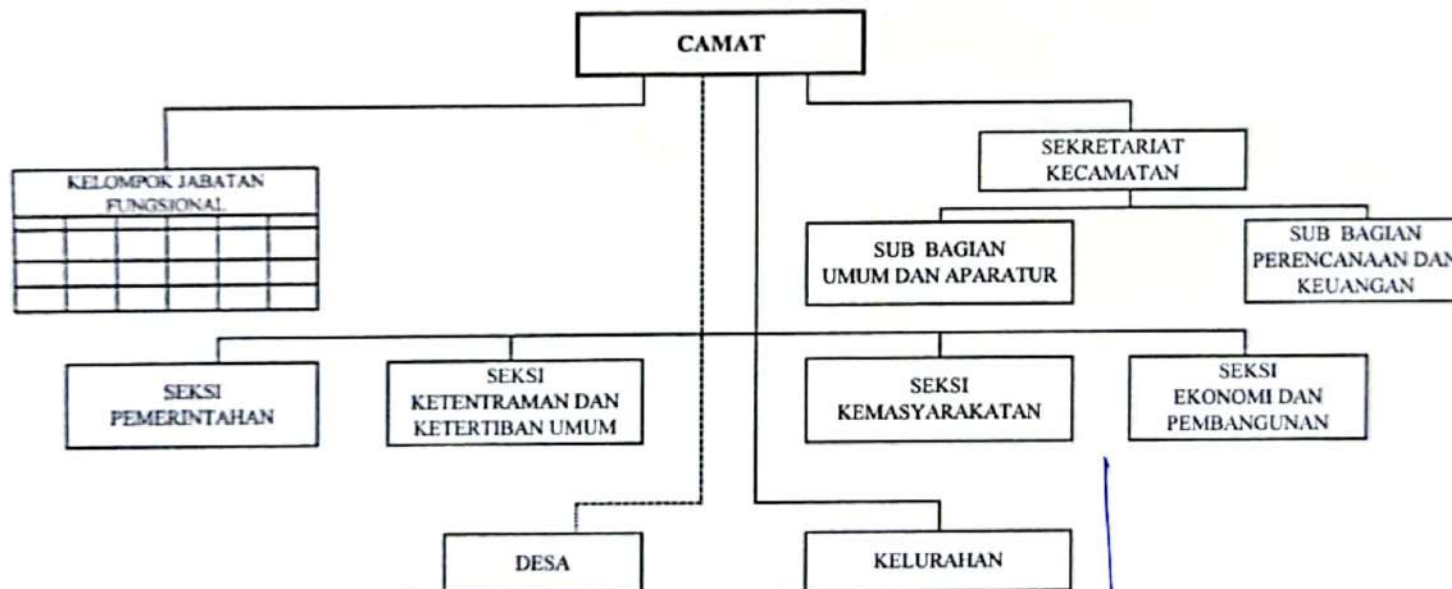 CAMAT
SEKRETARIAT
KECAMATAN
KELOMPOK JABATAN
FUNGSIONAL
SUB BAGIAN
UMUM DAN APARATUR
SUB BAGIAN
PERENCANAAN DAN
KEUANGAN
SEKSI
PEMERINTAHAN
SEKSI
KETENTRAMAN DAN
KETERTIBAN UMUM
SEKSI
KEMASYARAKATAN
SEKSI
EKONOMI DAN
PEMBANGUNAN
DESA
KELURAHAN